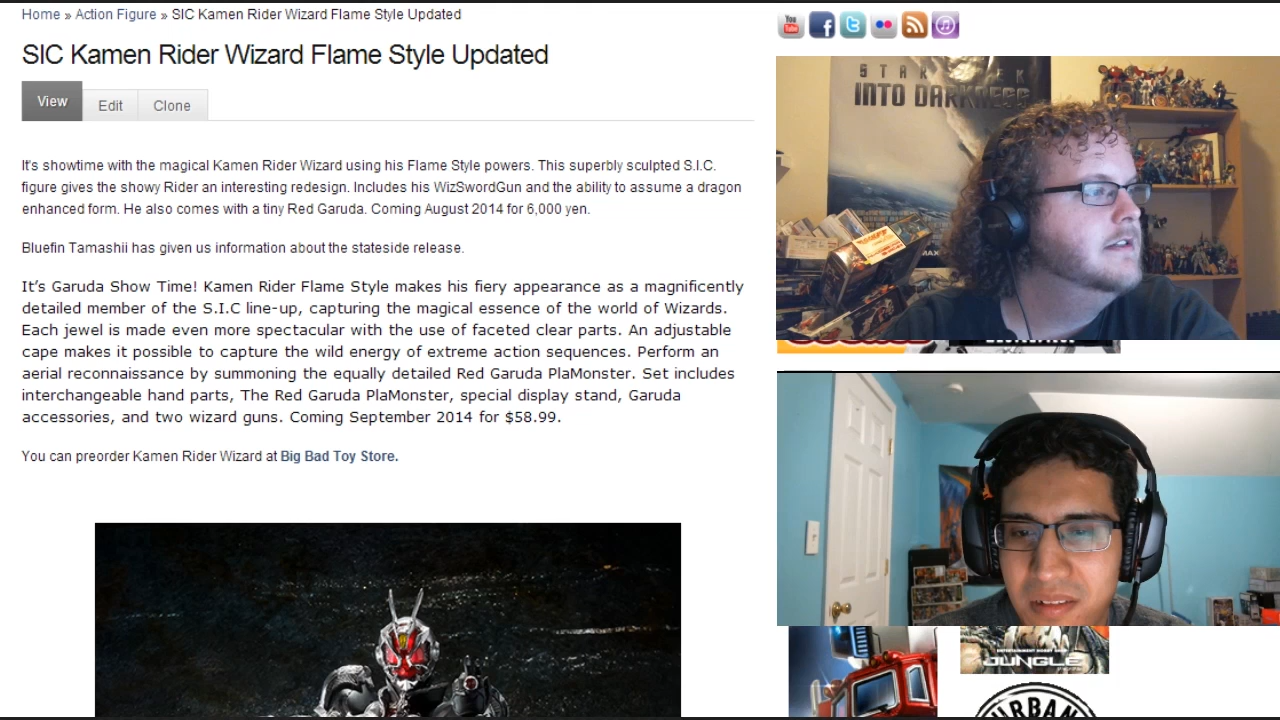 Home » Action Figure » SIC Kamen Rider Wizard Flame Style Updated
SIC Kamen Rider Wizard Flame Style Updated
View Edit Clone
It's showtime with the magical Kamen Rider Wizard using his Flame Style powers. This superbly sculpted S.I.C.
figure gives the showy Rider an interesting redesign. Includes his WizSwordGun and the ability to assume a dragon
enhanced form. He also comes with a tiny Red Garuda. Coming August 2014 for 6,000 yen.
Bluefin Tamashii has given us information about the stateside release.
It’s Garuda Show Time! Kamen Rider Flame Style makes his fiery appearance as a magnificently
detailed member of the S.I.C line-up, capturing the magical essence of the world of Wizards.
Each jewel is made even more spectacular with the use of faceted clear parts. An adjustable
cape makes it possible to capture the wild energy of extreme action sequences. Perform an
aerial reconnaissance by summoning the equally detailed Red Garuda PlaMonster. Set includes
interchangeable hand parts, The Red Garuda PlaMonster, special display stand, Garuda
accessories, and two wizard guns. Coming September 2014 for $58.99.
You can preorder Kamen Rider Wizard at Big Bad Toy Store.
You
Tube
STAR TREK
INTO DARKNESS
JUNGLE
URBAN